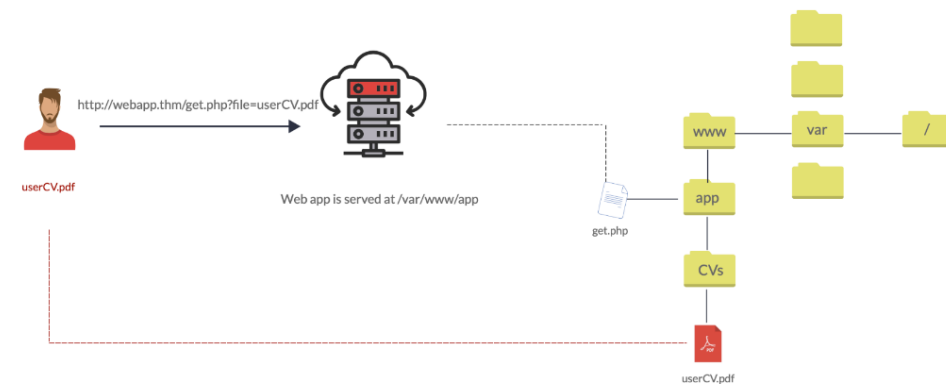 http://webapp.thm/get.php?file=userCV.pdf
userCV.pdf
Web app is served at /var/www/app
get.php
www
var
/
app
CVs
PDF
userCV.pdf